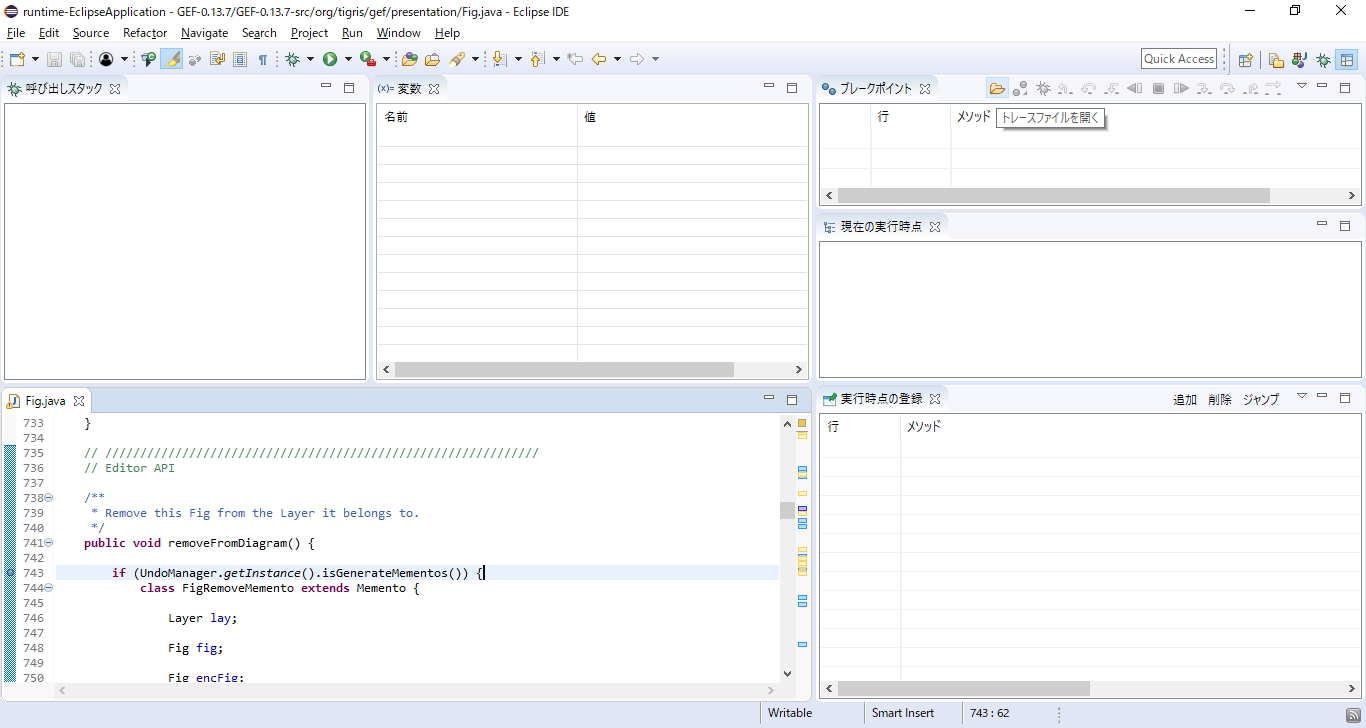 runtime-EclipseApplication - GEF-0.13.7/GEF-0.13.7-src/org/tigris/gef/presentation/Fig.java - Eclipse IDE
File Edit Source Refactor Navigate Search Project Run Window Help
Quick Access
呼び出しスタック
(x)= 変数
名前 値
ブレークポイント
行 メソッド
トレースファイルを開く
現在の実行時点
Fig.java
733 }
734
735 // //////////////////////////////////////////////////////////////
736 // Editor API
737
738 /**
739 * Remove this Fig from the Layer it belongs to.
740 */
741 public void removeFromDiagram() {
742
743 if (UndoManager.getInstance().isGenerateMementos()) {
744 class FigRemoveMemento extends Memento {
745
746 Layer lay;
747
748 Fig fig;
749
750 Fig encFig;
実行時点の登録
追加 削除 ジャンプ
行 メソッド
Writable Smart Insert 743 : 62